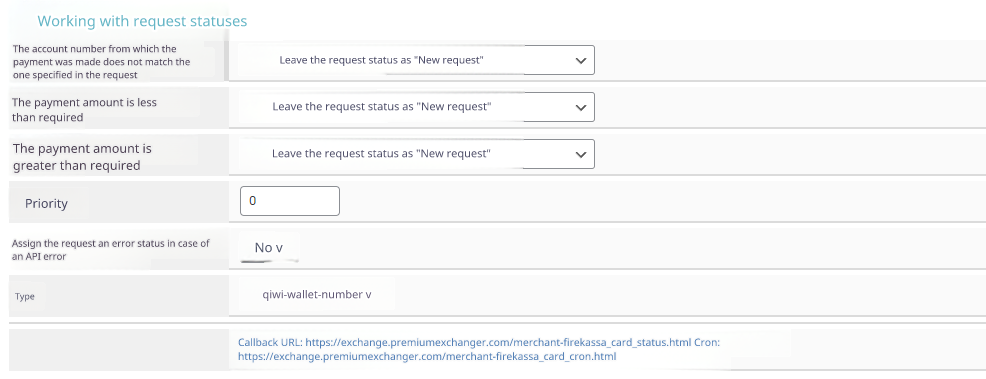 Working with request statuses
The account number from which the
payment was made does not match the
one specified in the request
Leave the request status as "New request"
The payment amount is less
than required
Leave the request status as "New request"
The payment amount is
greater than required
Leave the request status as "New request"
Priority
0
Assign the request an error status in case of
an API error
No v
Type
qiwi-wallet-number v
Callback URL: https://exchange.premiumexchanger.com/merchant-firekassa_card_status.html Cron:
https://exchange.premiumexchanger.com/merchant-firekassa_card_cron.html